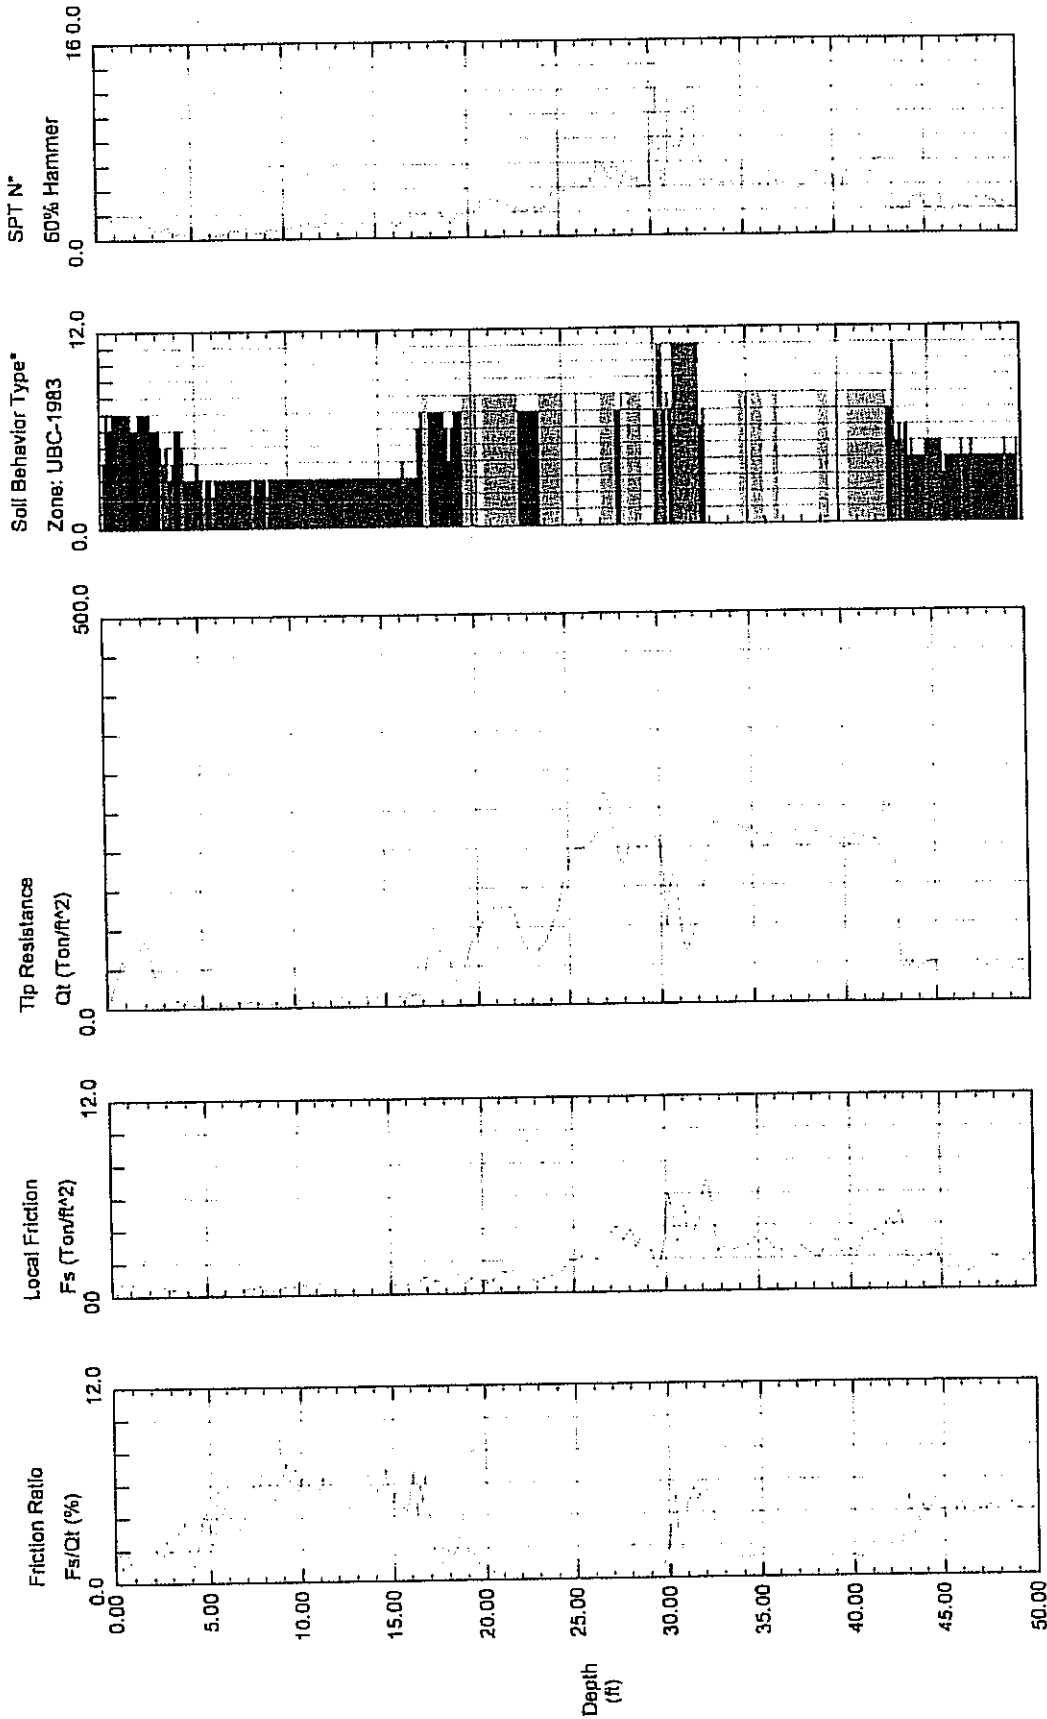 Friction Ratio
Fs/Qt (%)
0.0
12.0
Local Friction
Fs (Ton/ft^2)
00
12.0
Tip Resistance
Qt (Ton/ft^2)
0.0
500.0
Soil Behavior Type*
Zone: UBC-1983
0.0
12.0
SPT N*
60% Hammer
0.0
160.0
0.00
5.00
10.00
15.00
20.00
25.00
30.00
35.00
40.00
45.00
50.00
Depth
(ft)